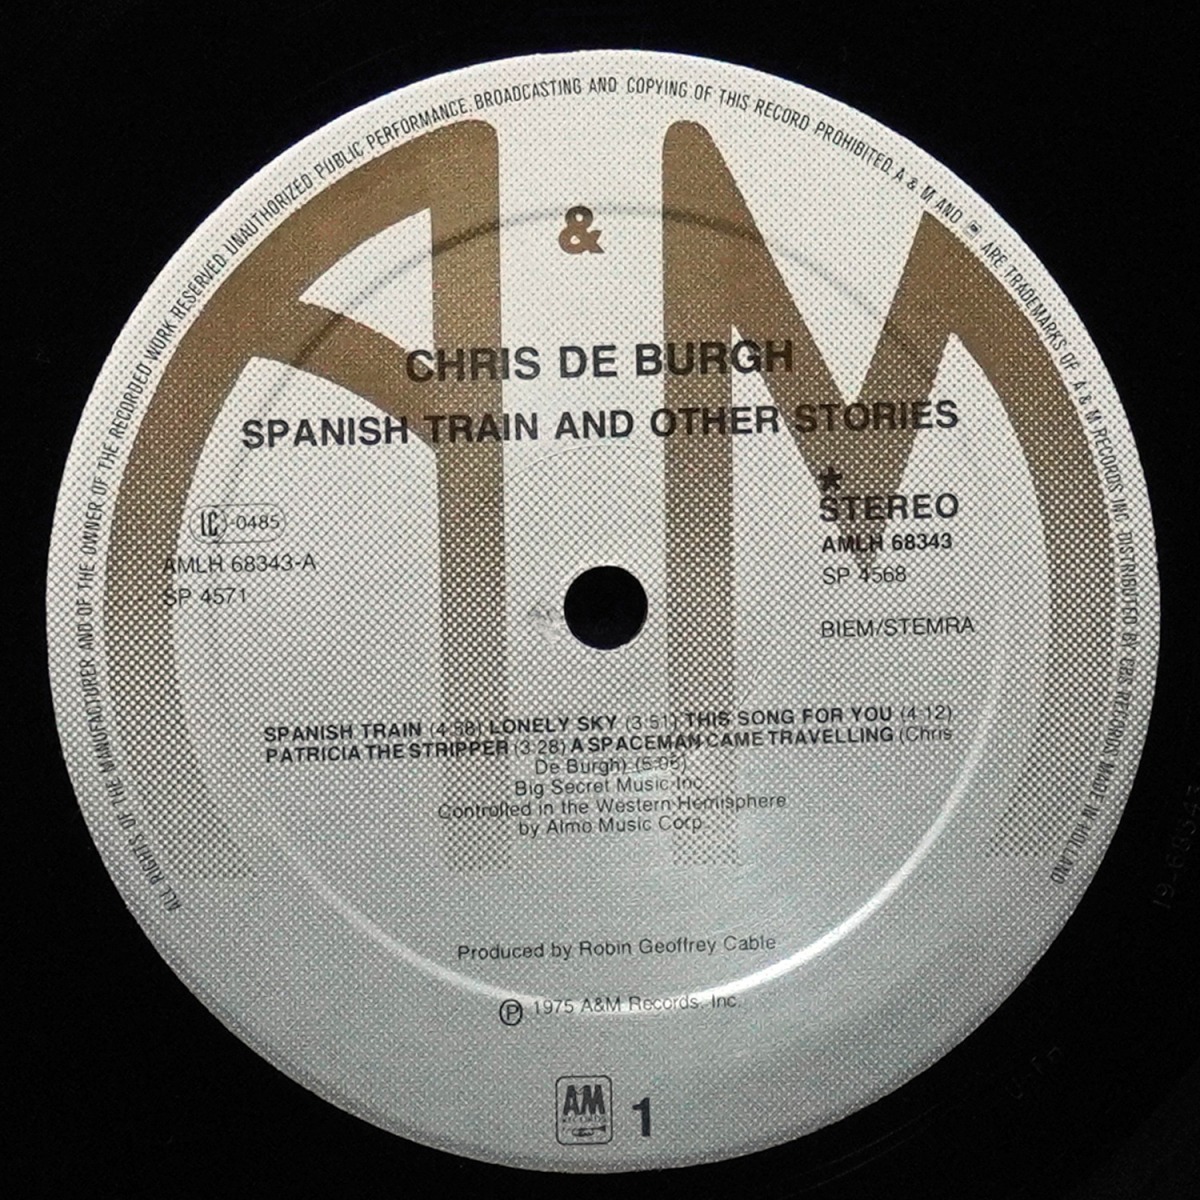 ALL RIGHTS OF THE MANUFACTURER AND OF THE OWNER OF THE RECORDED WORK RESERVED. UNAUTHORIZED PUBLIC PERFORMANCE, BROADCASTING AND COPYING OF THIS RECORD PROHIBITED. A & M AND ARE TRADEMARKS OF A & M RECORDS INC. DISTRIBUTED BY CBS RECORDS MADE IN HOLLAND
A & M
CHRIS DE BURGH
SPANISH TRAIN AND OTHER STORIES
LC-0485
AMLH 68343-A
SP 4571
★
STEREO
AMLH 68343
SP 4568
BIEM/STEMRA
SPANISH TRAIN (4:58) LONELY SKY (3:51) THIS SONG FOR YOU (4:12)
PATRICIA THE STRIPPER (3:28) A SPACEMAN CAME TRAVELLING (Chris
De Burgh) (5:06)
Big Secret Music Inc.
Controlled in the Western Hemisphere
by Almo Music Corp.
Produced by Robin Geoffrey Cable
℗ 1975 A&M Records, Inc.
AM
RECORDS
1